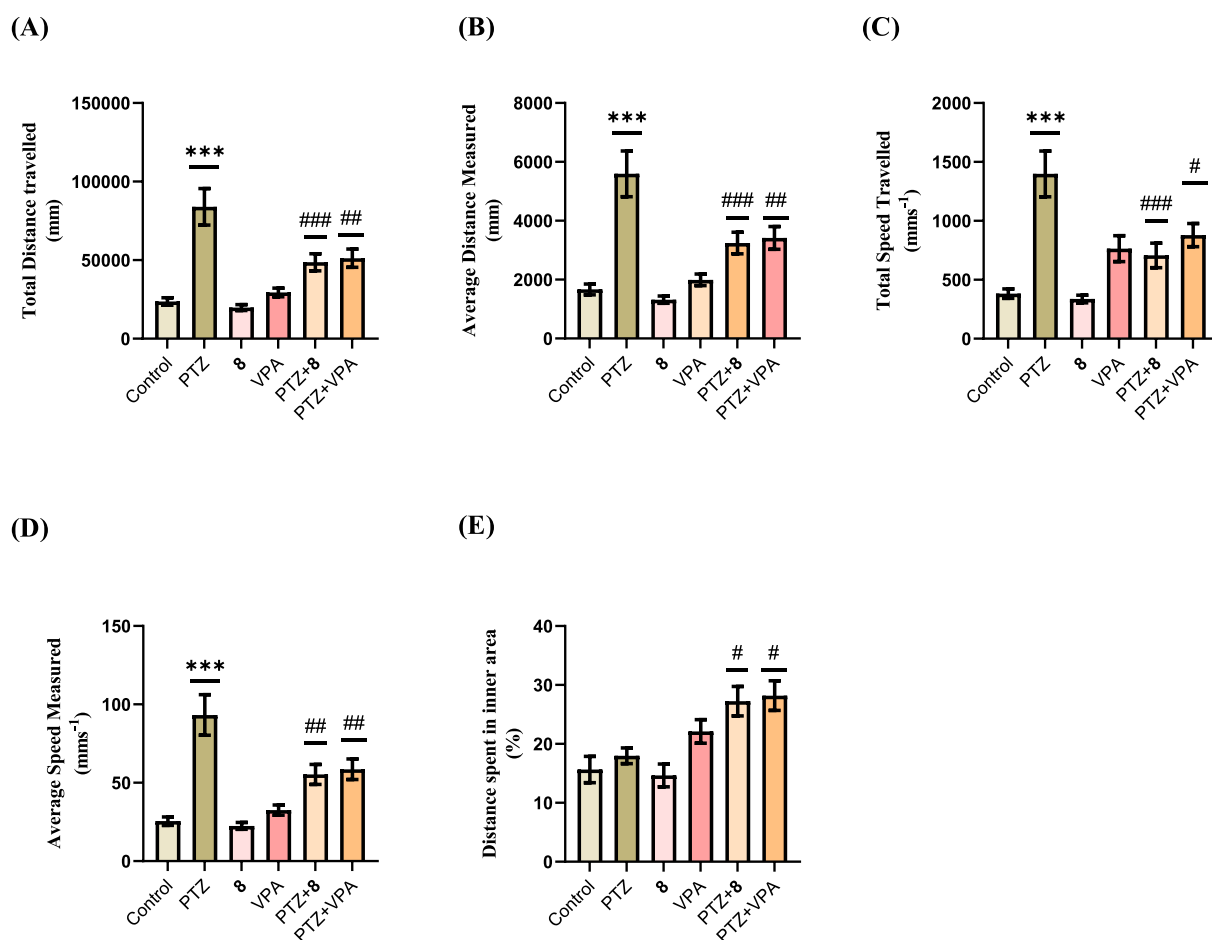 (A)
(B)
(C)
Total Distance travelled
(mm)
150000
100000
50000
0
***
###
##
Control
PTZ
8
VPA
PTZ+8
PTZ+VPA
Average Distance Measured
(mm)
8000
6000
4000
2000
0
***
###
##
Control
PTZ
8
VPA
PTZ+8
PTZ+VPA
Total Speed Travelled
(mms-1)
2000
1500
1000
500
0
***
###
#
Control
PTZ
8
VPA
PTZ+8
PTZ+VPA
(D)
(E)
Average Speed Measured
(mms-1)
150
100
50
0
***
##
##
Control
PTZ
8
VPA
PTZ+8
PTZ+VPA
Distance spent in inner area
(%)
40
30
20
10
0
#
#
Control
PTZ
8
VPA
PTZ+8
PTZ+VPA